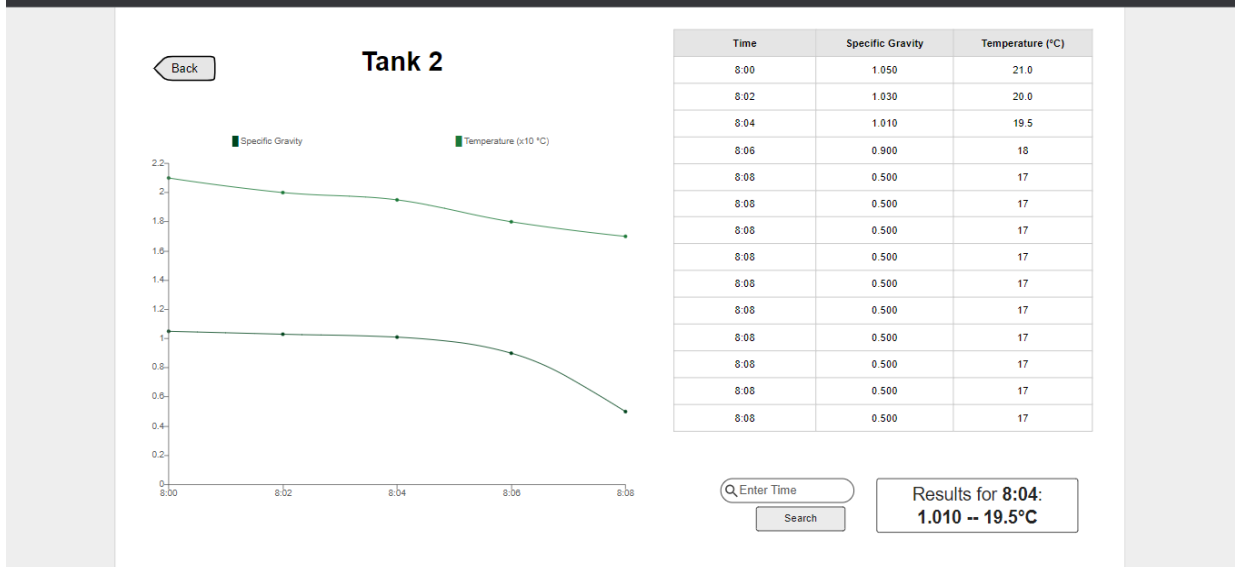 Back
Tank 2
Specific Gravity
Temperature (x10 °C)
2.2
2
1.8
1.6
1.4
1.2
1
0.8
0.6
0.4
0.2
0
8:00 8:02 8:04 8:06 8:08
Time Specific Gravity Temperature (°C)
8:00 1.050 21.0
8:02 1.030 20.0
8:04 1.010 19.5
8:06 0.900 18
8:08 0.500 17
8:08 0.500 17
8:08 0.500 17
8:08 0.500 17
8:08 0.500 17
8:08 0.500 17
8:08 0.500 17
8:08 0.500 17
8:08 0.500 17
8:08 0.500 17
Enter Time
Search
Results for 8:04:
1.010 -- 19.5°C